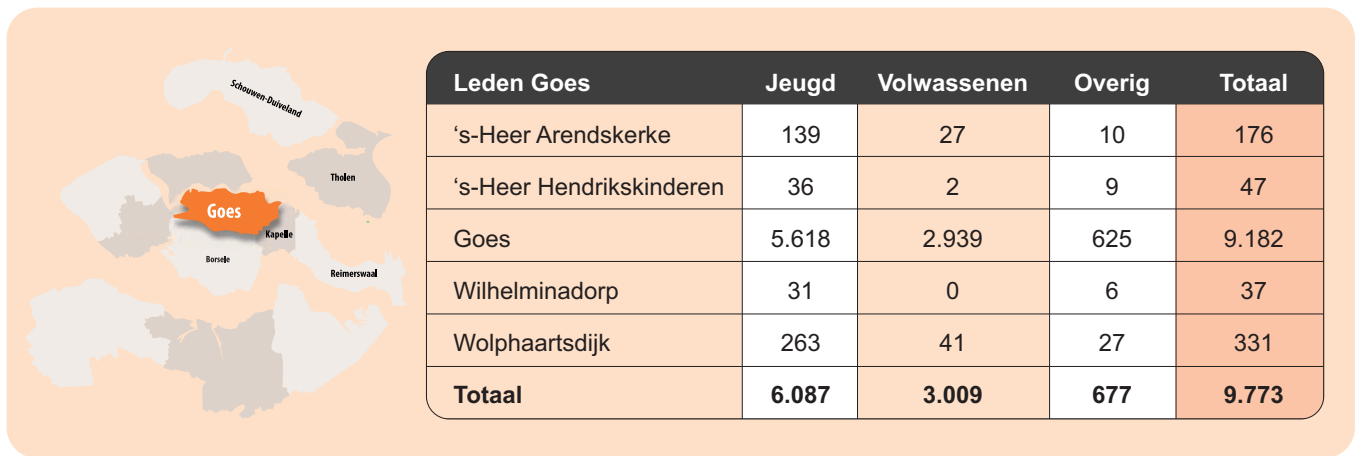 Schouwen-Duiveland
Tholen
Goes
Kapelle
Borsele
Reimerswaal
Leden Goes Jeugd Volwassenen Overig Totaal
‘s-Heer Arendskerke 139 27 10 176
‘s-Heer Hendrikskinderen 36 2 9 47
Goes 5.618 2.939 625 9.182
Wilhelminadorp 31 0 6 37
Wolphaartsdijk 263 41 27 331
Totaal 6.087 3.009 677 9.773